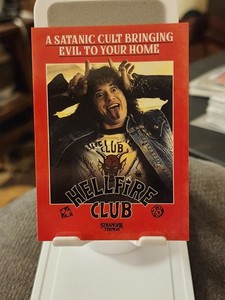 A SATANIC CULT BRINGING
EVIL TO YOUR HOME
CLUB
HELLFIRE
CLUB
STRANGER
THINGS